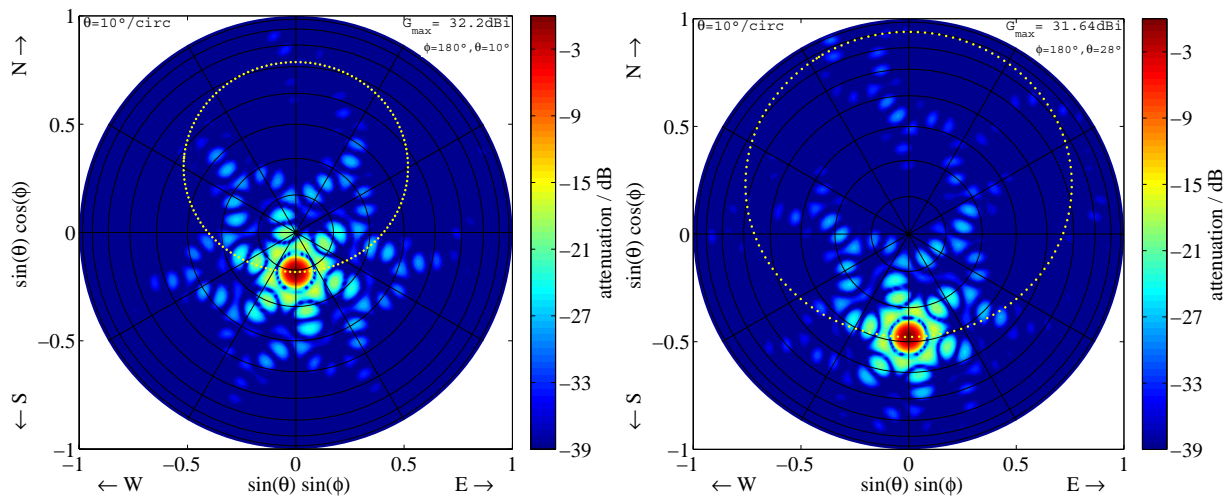 θ=10°/circ
G_max = 32.2dBi
φ=180°,θ=10°
N →
sin(θ) cos(φ)
← S
1
0.5
0
−0.5
−1
−1
−0.5
0
0.5
1
← W
sin(θ) sin(φ)
E →
−3
−9
−15
−21
−27
−33
−39
attenuation / dB
θ=10°/circ
G_max = 31.64dBi
φ=180°,θ=28°
N →
sin(θ) cos(φ)
← S
1
0.5
0
−0.5
−1
−1
−0.5
0
0.5
1
← W
sin(θ) sin(φ)
E →
−3
−9
−15
−21
−27
−33
−39
attenuation / dB